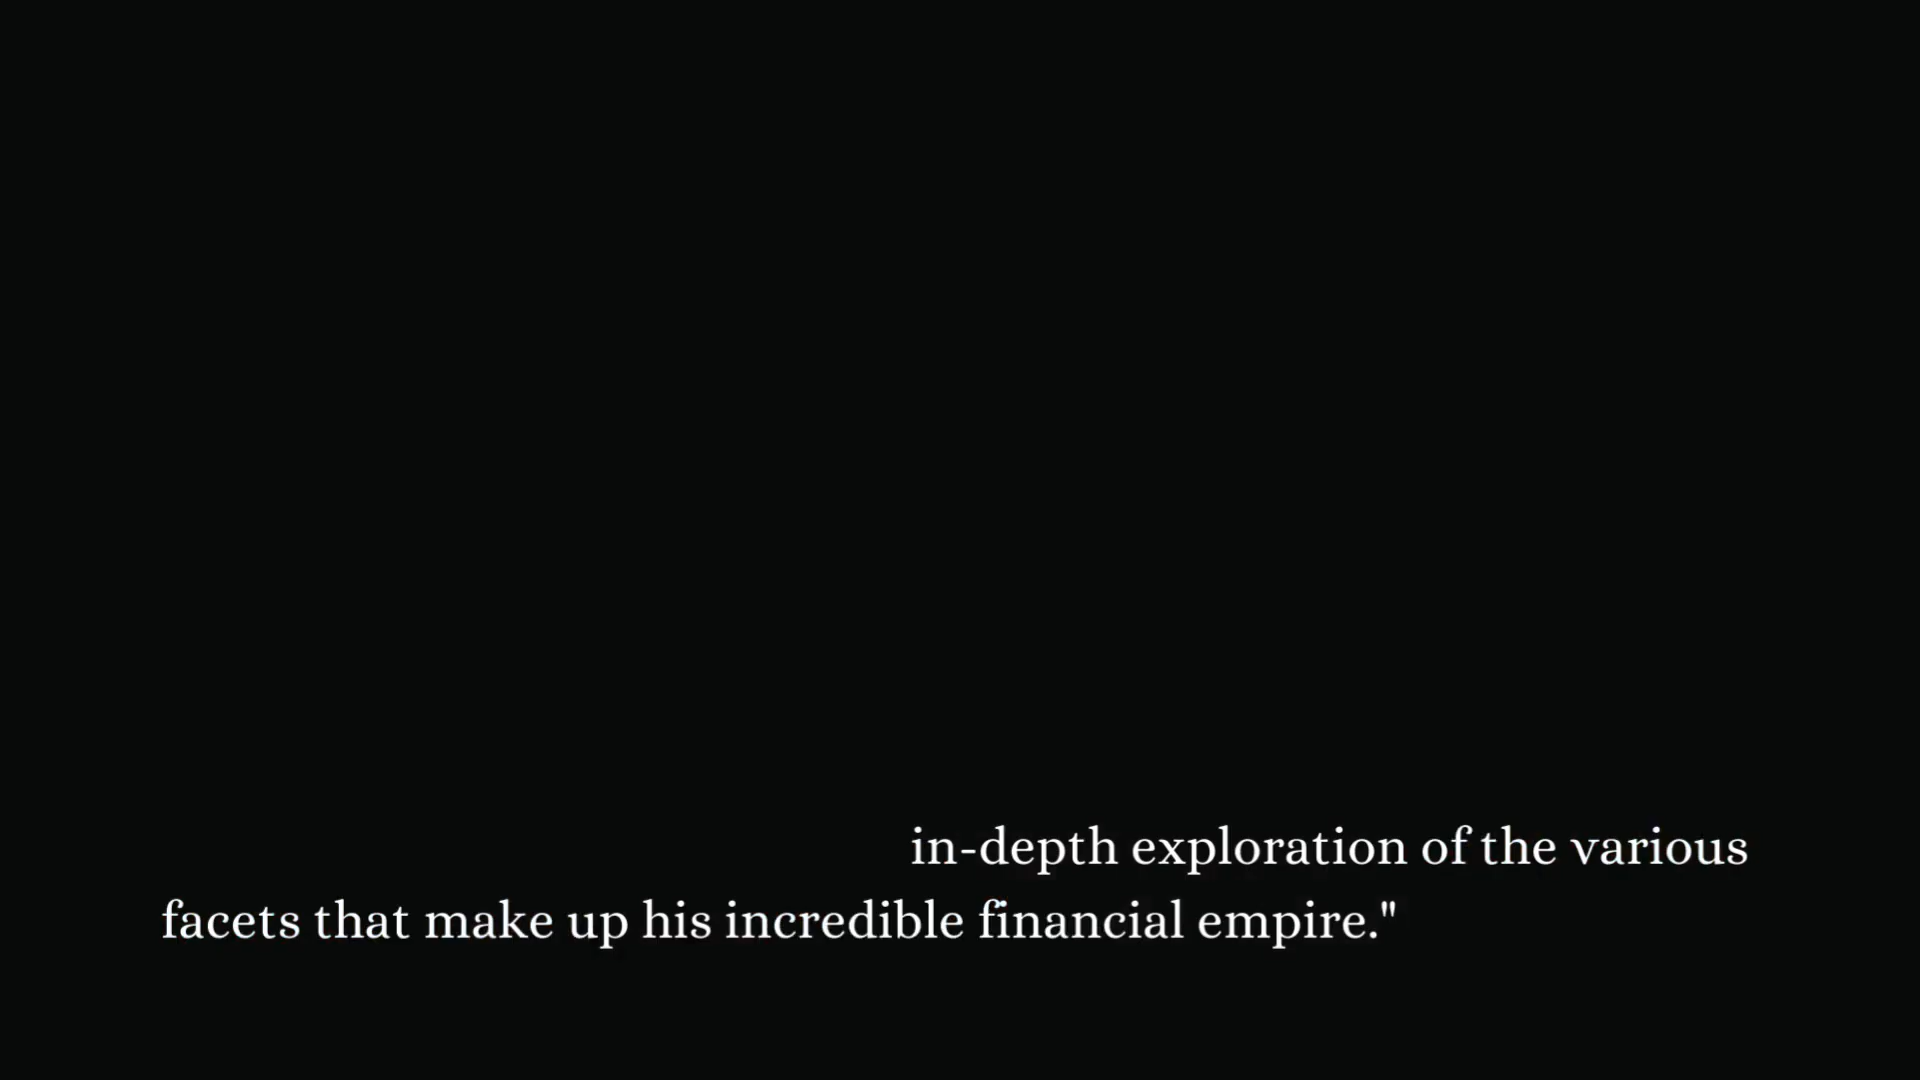 in-depth exploration of the various
facets that make up his incredible financial empire."